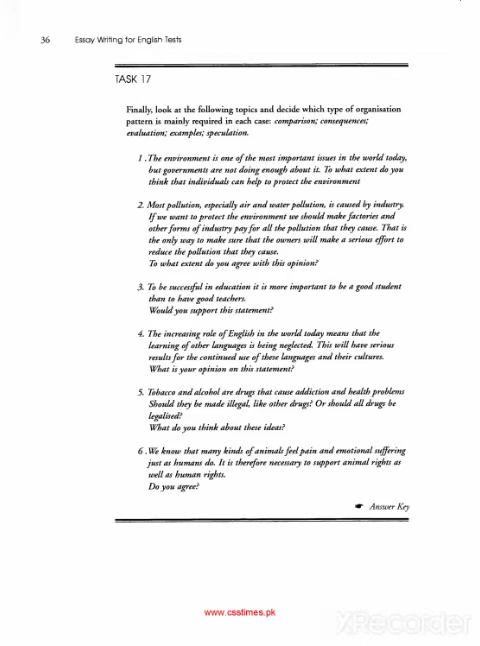 36 Essay Writing for English Tests
TASK 17
Finally, look at the following topics and decide which type of organisation
pattern is mainly required in each case: comparison; consequences;
evaluation; examples; speculation.
1 .The environment is one of the most important issues in the world today,
but governments are not doing enough about it. To what extent do you
think that individuals can help to protect the environment
2. Most pollution, especially air and water pollution, is caused by industry.
If we want to protect the environment we should make factories and
other forms of industry pay for all the pollution that they cause. That is
the only way to make sure that the owners will make a serious effort to
reduce the pollution that they cause.
To what extent do you agree with this opinion?
3. To be successful in education it is more important to be a good student
than to have good teachers.
Would you support this statement?
4. The increasing role of English in the world today means that the
learning of other languages is being neglected. This will have serious
results for the continued use of these languages and their cultures.
What is your opinion on this statement?
5. Tobacco and alcohol are drugs that cause addiction and health problems
Should they be made illegal, like other drugs? Or should all drugs be
legalised?
What do you think about these ideas?
6 .We know that many kinds of animals feel pain and emotional suffering
just as humans do. It is therefore necessary to support animal rights as
well as human rights.
Do you agree?
☛ Answer Key
www.csstimes.pk
XRecorder